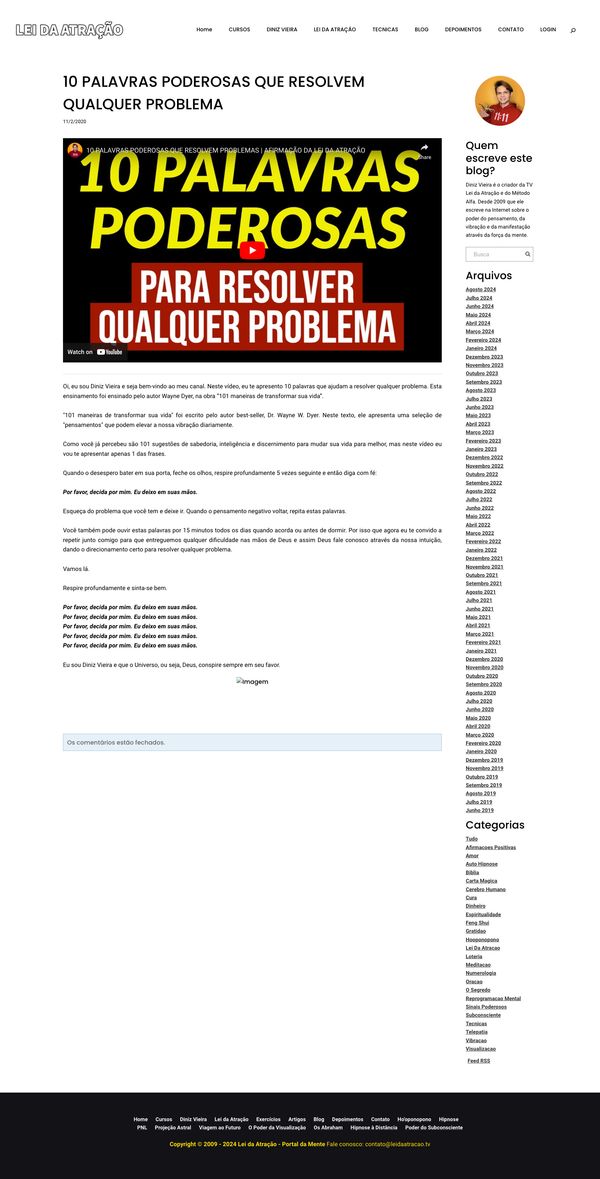 LEI DA ATRAÇÃO
Home CURSOS DINIZ VIEIRA LEI DA ATRAÇÃO TECNICAS BLOG DEPOIMENTOS CONTATO LOGIN
10 PALAVRAS PODEROSAS QUE RESOLVEM
QUALQUER PROBLEMA
11/2/2020
10 PALAVRAS PODEROSAS QUE RESOLVEM PROBLEMAS | AFIRMAÇÃO DA LEI DA ATRAÇÃO
Share
10 PALAVRAS
PODEROSAS
PARA RESOLVER
QUALQUER PROBLEMA
Watch on YouTube
Oi, eu sou Diniz Vieira e seja bem-vindo ao meu canal. Neste vídeo, eu te apresento 10 palavras que ajudam a resolver qualquer problema. Esta
ensinamento foi ensinado pelo autor Wayne Dyer, na obra "101 maneiras de transformar sua vida".
"101 maneiras de transformar sua vida" foi escrito pelo autor best-seller, Dr. Wayne W. Dyer. Neste texto, ele apresenta uma seleção de
"pensamentos" que podem elevar a nossa vibração diariamente.
Como você já percebeu são 101 sugestões de sabedoria, inteligência e discernimento para mudar sua vida para melhor, mas neste vídeo eu
vou te apresentar apenas 1 das frases.
Quando o desespero bater em sua porta, feche os olhos, respire profundamente 5 vezes seguinte e então diga com fé:
Por favor, decida por mim. Eu deixo em suas mãos.
Esqueça do problema que você tem e deixe ir. Quando o pensamento negativo voltar, repita estas palavras.
Você também pode ouvir estas palavras por 15 minutos todos os dias quando acorda ou antes de dormir. Por isso que agora eu te convido a
repetir junto comigo para que entreguemos qualquer dificuldade nas mãos de Deus e assim Deus fale conosco através da nossa intuição,
dando o direcionamento certo para resolver qualquer problema.
Vamos lá.
Respire profundamente e sinta-se bem.
Por favor, decida por mim. Eu deixo em suas mãos.
Por favor, decida por mim. Eu deixo em suas mãos.
Por favor, decida por mim. Eu deixo em suas mãos.
Por favor, decida por mim. Eu deixo em suas mãos.
Por favor, decida por mim. Eu deixo em suas mãos.
Eu sou Diniz Vieira e que o Universo, ou seja, Deus, conspire sempre em seu favor.
Imagem
Os comentários estão fechados.
11:11
Quem
escreve este
blog?
Diniz Vieira é o criador da TV
Lei da Atração e do Método
Alfa. Desde 2009 que ele
escreve na Internet sobre o
poder do pensamento, da
vibração e da manifestação
através da força da mente.
Busca
Arquivos
Agosto 2024
Julho 2024
Junho 2024
Maio 2024
Abril 2024
Março 2024
Fevereiro 2024
Janeiro 2024
Dezembro 2023
Novembro 2023
Outubro 2023
Setembro 2023
Agosto 2023
Julho 2023
Junho 2023
Maio 2023
Abril 2023
Março 2023
Fevereiro 2023
Janeiro 2023
Dezembro 2022
Novembro 2022
Outubro 2022
Setembro 2022
Agosto 2022
Julho 2022
Junho 2022
Maio 2022
Abril 2022
Março 2022
Fevereiro 2022
Janeiro 2022
Dezembro 2021
Novembro 2021
Outubro 2021
Setembro 2021
Agosto 2021
Julho 2021
Junho 2021
Maio 2021
Abril 2021
Março 2021
Fevereiro 2021
Janeiro 2021
Dezembro 2020
Novembro 2020
Outubro 2020
Setembro 2020
Agosto 2020
Julho 2020
Junho 2020
Maio 2020
Abril 2020
Março 2020
Fevereiro 2020
Janeiro 2020
Dezembro 2019
Novembro 2019
Outubro 2019
Setembro 2019
Agosto 2019
Julho 2019
Junho 2019
Categorias
Tudo
Afirmacoes Positivas
Amor
Auto Hipnose
Biblia
Carta Magica
Cerebro Humano
Cura
Dinheiro
Espiritualidade
Feng Shui
Gratidao
Hooponopono
Lei Da Atracao
Loteria
Meditacao
Numerologia
Oracao
O Segredo
Reprogramacao Mental
Sinais Poderosos
Subconsciente
Tecnicas
Telepatia
Vibracao
Visualizacao
Feed RSS
Home Cursos Diniz Vieira Lei da Atração Exercícios Artigos Blog Depoimentos Contato Ho'oponopono Hipnose
PNL Projeção Astral Viagem ao Futuro O Poder da Visualização Os Abraham Hipnose à Distância Poder do Subconsciente
Copyright © 2009 - 2024 Lei da Atração - Portal da Mente Fale conosco: contato@leidaatracao.tv